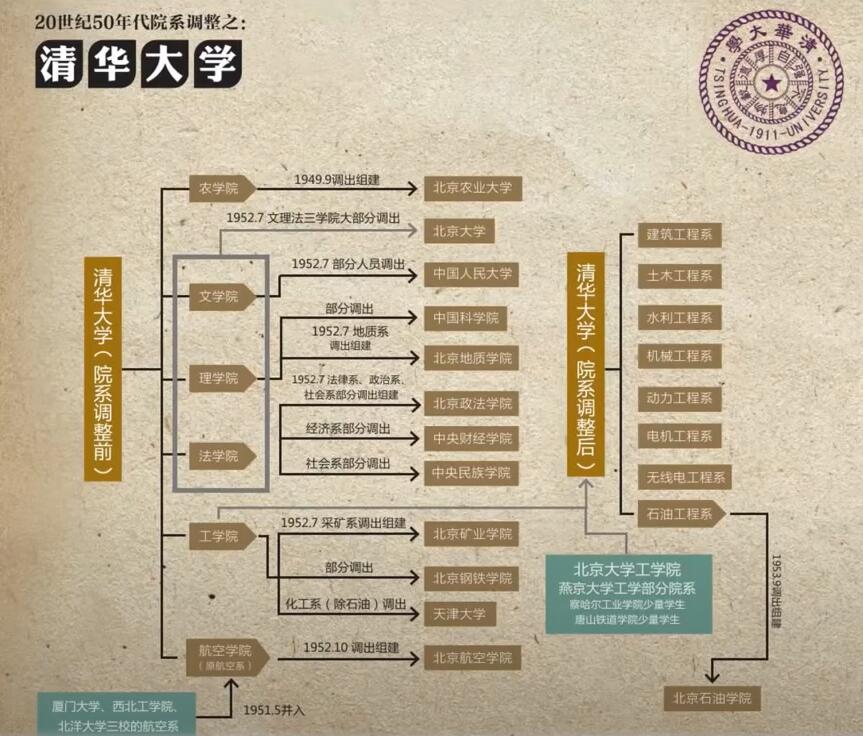 20世纪50年代院系调整之：
清华大学
清華大學
TSINGHUA-1911-UNIVERSITY
自强不息
厚德載物
清华大学（院系调整前）
农学院
1949.9调出组建
北京农业大学
1952.7 文理法三学院大部分调出
北京大学
文学院
1952.7 部分人员调出
中国人民大学
理学院
部分调出
中国科学院
1952.7 地质系
调出组建
北京地质学院
法学院
1952.7 法律系、政治系、
社会系部分调出组建
北京政法学院
经济系部分调出
中央财经学院
社会系部分调出
中央民族学院
工学院
1952.7 采矿系调出组建
北京矿业学院
部分调出
北京钢铁学院
化工系（除石油）调出
天津大学
航空学院
（原航空系）
1952.10 调出组建
北京航空学院
厦门大学、西北工学院、
北洋大学三校的航空系
1951.5并入
清华大学（院系调整后）
建筑工程系
土木工程系
水利工程系
机械工程系
动力工程系
电机工程系
无线电工程系
石油工程系
北京大学工学院
燕京大学工学部分院系
察哈尔工业学院少量学生
唐山铁道学院少量学生
1953.9调出组建
北京石油学院